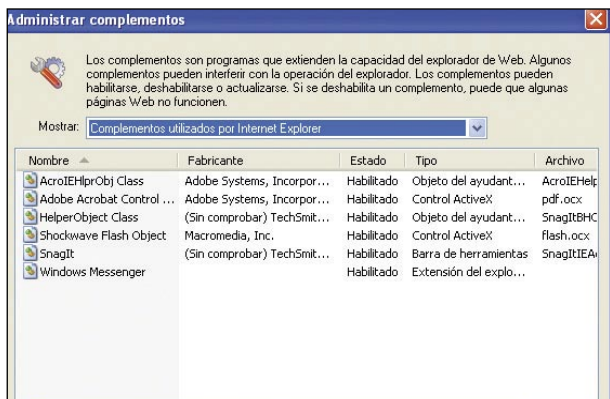 Administrar complementos
Los complementos son programas que extienden la capacidad del explorador de Web. Algunos
complementos pueden interferir con la operación del explorador. Los complementos pueden
habilitarse, deshabilitarse o actualizarse. Si se deshabilita un complemento, puede que algunas
páginas Web no funcionen.
Mostrar: Complementos utilizados por Internet Explorer
Nombre Fabricante Estado Tipo Archivo
AcroIEHlprObj Class Adobe Systems, Incorpor... Habilitado Objeto del ayudant... AcroIEHelp
Adobe Acrobat Control ... Adobe Systems, Incorpor... Habilitado Control ActiveX pdf.ocx
HelperObject Class (Sin comprobar) TechSmit... Habilitado Objeto del ayudant... SnagItBHO
Shockwave Flash Object Macromedia, Inc. Habilitado Control ActiveX flash.ocx
SnagIt (Sin comprobar) TechSmit... Habilitado Barra de herramientas SnagItIEA
Windows Messenger Habilitado Extensión del explo...